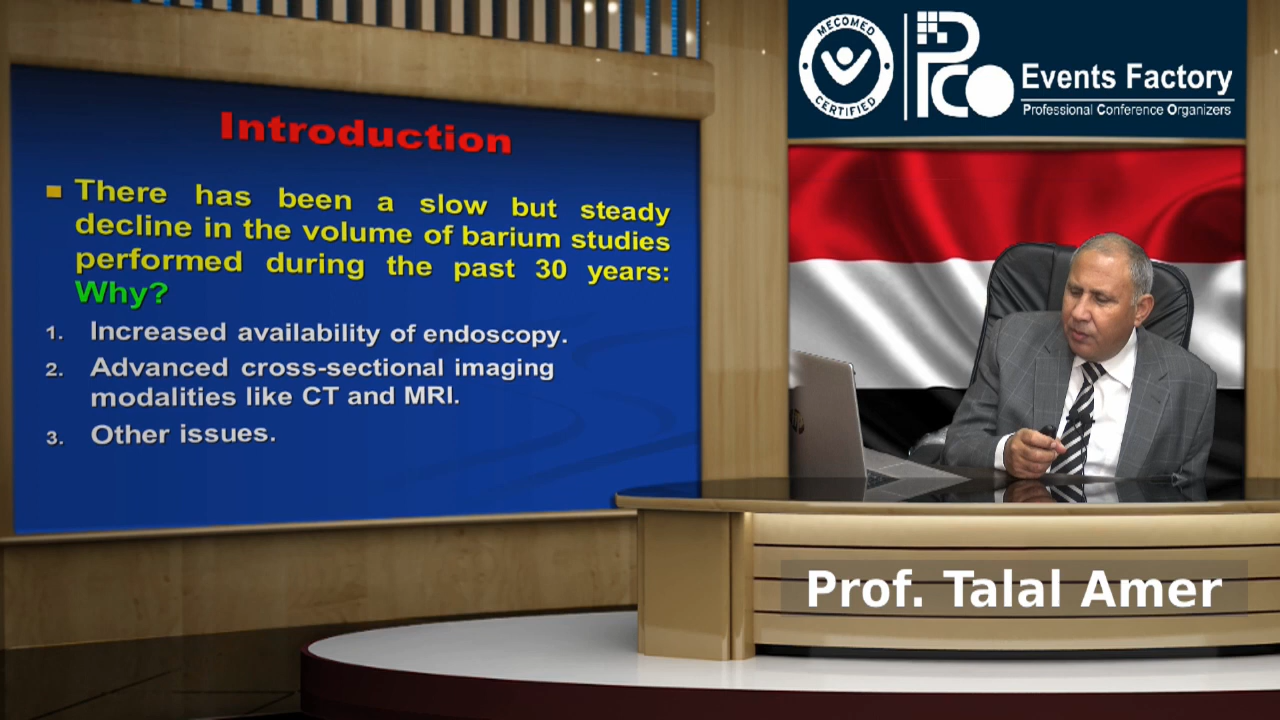 Introduction
■ There has been a slow but steady
decline in the volume of barium studies
performed during the past 30 years:
Why?
1. Increased availability of endoscopy.
2. Advanced cross-sectional imaging
modalities like CT and MRI.
3. Other issues.
MECOMED
CERTIFIED
PCO
Events Factory
Professional Conference Organizers
hp
Prof. Talal Amer